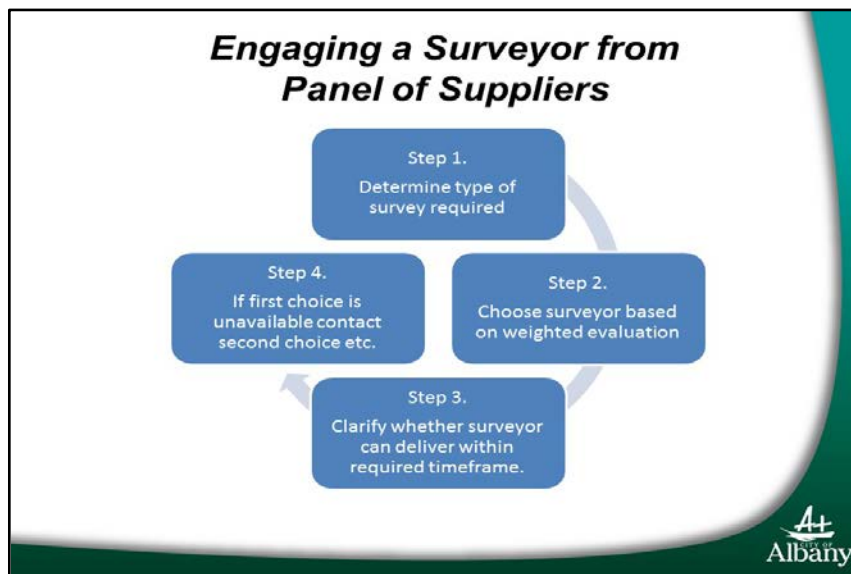 Engaging a Surveyor from
Panel of Suppliers
Step 1.
Determine type of
survey required
Step 2.
Choose surveyor based
on weighted evaluation
Step 3.
Clarify whether surveyor
can deliver within
required timeframe.
Step 4.
If first choice is
unavailable contact
second choice etc.
CITY OF
Albany